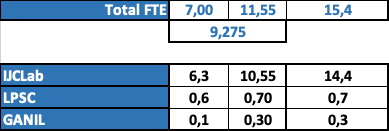 Total FTE 7,00 11,55 15,4
9,275
IJCLab 6,3 10,55 14,4
LPSC 0,6 0,70 0,7
GANIL 0,1 0,30 0,3